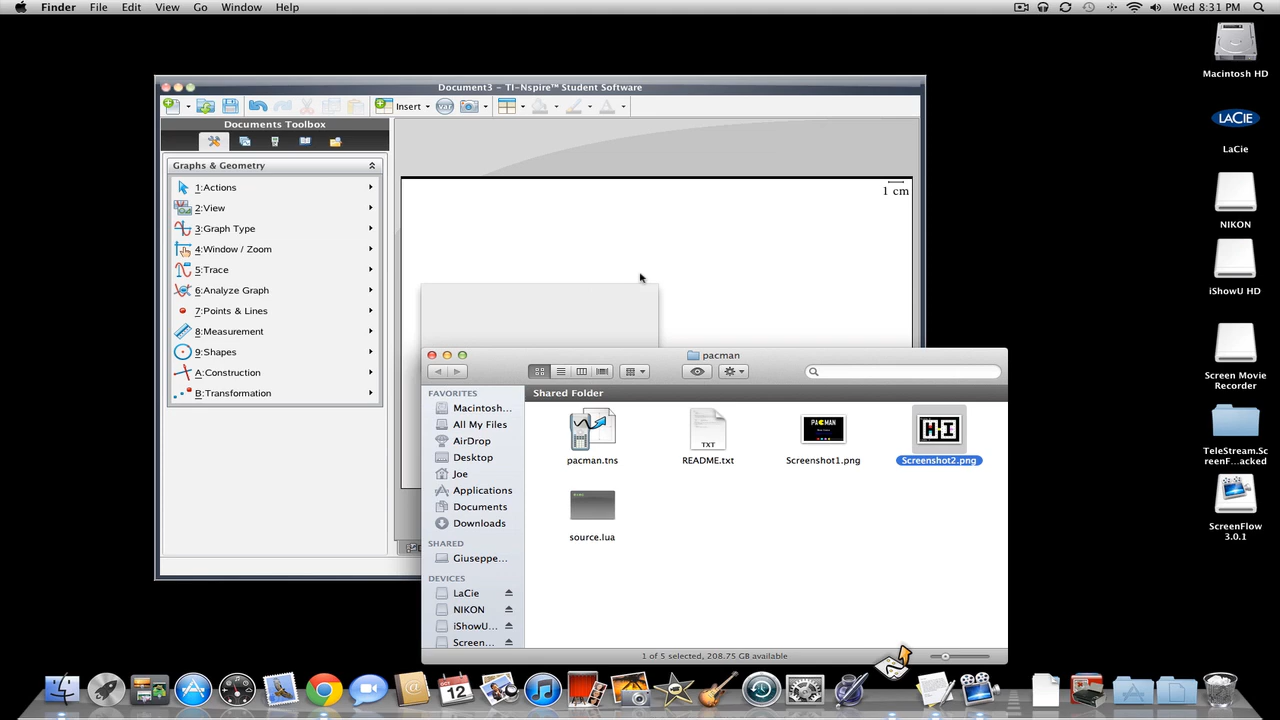 Finder File Edit View Go Window Help Wed 8:31 PM
Document3 – TI-Nspire™ Student Software
Insert
var
Documents Toolbox
Graphs & Geometry
1:Actions
2:View
3:Graph Type
4:Window / Zoom
5:Trace
6:Analyze Graph
7:Points & Lines
8:Measurement
9:Shapes
A:Construction
B:Transformation
1 cm
pacman
Shared Folder
FAVORITES
Macintosh...
All My Files
AirDrop
Desktop
Joe
Applications
Documents
Downloads
SHARED
Giuseppe...
DEVICES
LaCie
NIKON
iShowU...
Screen...
pacman.tns
TXT
README.txt
PACMAN
Screenshot1.png
HI
Screenshot2.png
source.lua
1 of 5 selected, 208.75 GB available
Macintosh HD
LACIE
LaCie
NIKON
iShowU HD
Screen Movie
Recorder
TeleStream.Sc
reenF...acked
ScreenFlow
3.0.1
OCT
12